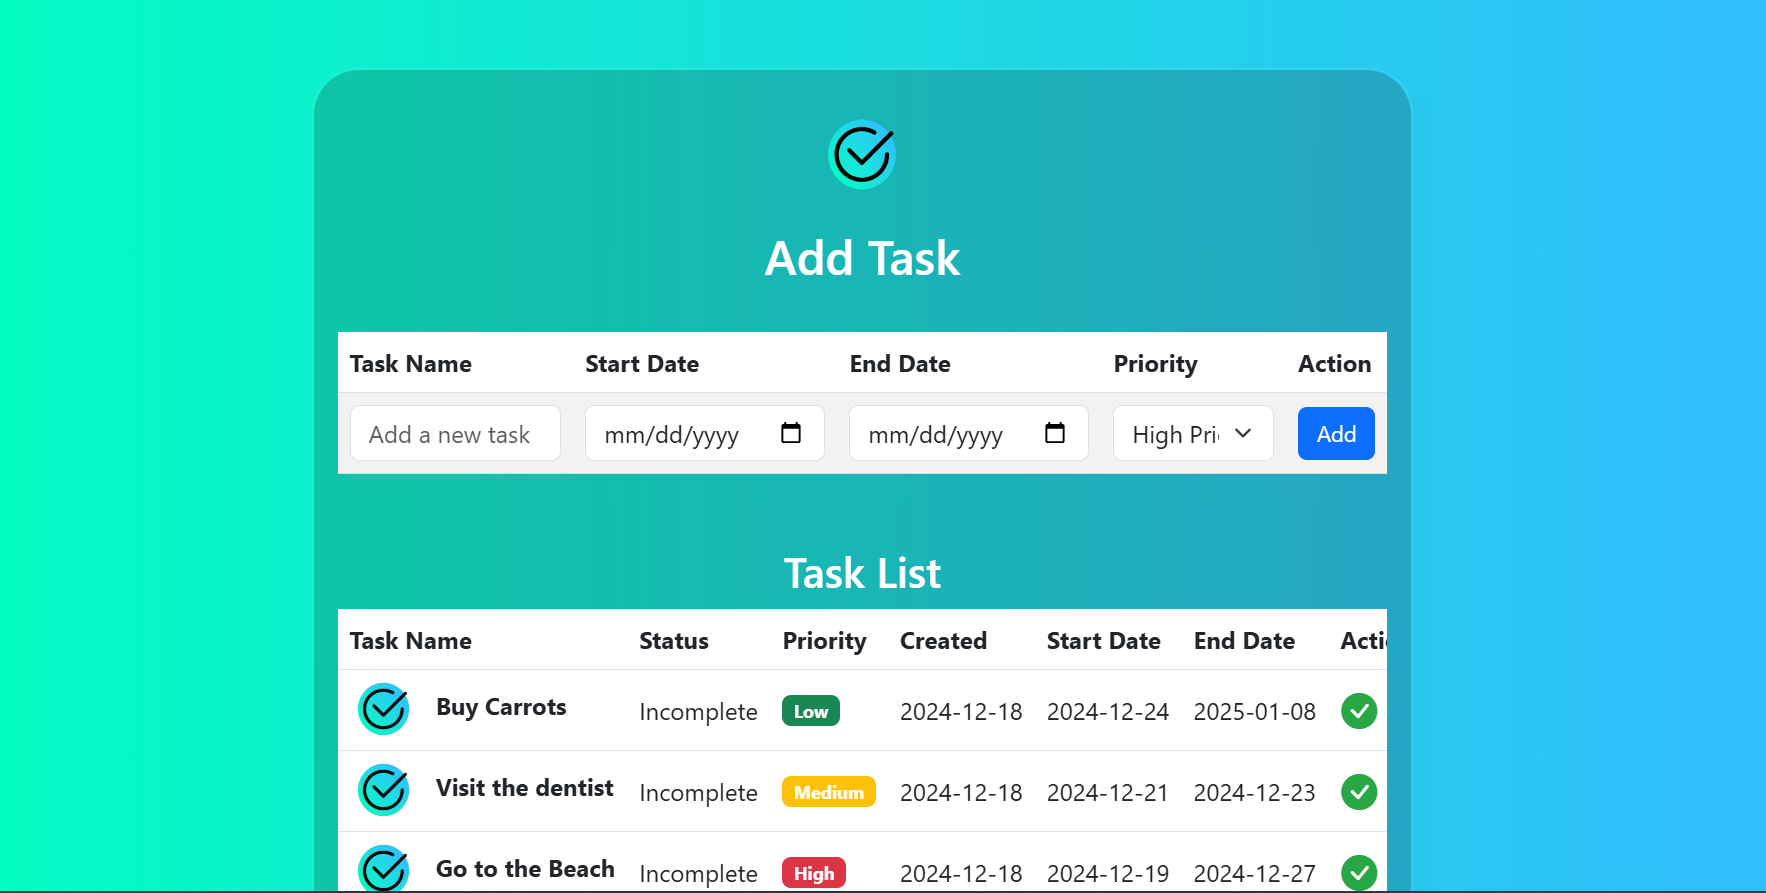 Add Task
Task Name Start Date End Date Priority Action
Add a new task mm/dd/yyyy mm/dd/yyyy High Pri Add
Task List
Task Name Status Priority Created Start Date End Date Acti
Buy Carrots Incomplete Low 2024-12-18 2024-12-24 2025-01-08
Visit the dentist Incomplete Medium 2024-12-18 2024-12-21 2024-12-23
Go to the Beach Incomplete High 2024-12-18 2024-12-19 2024-12-27